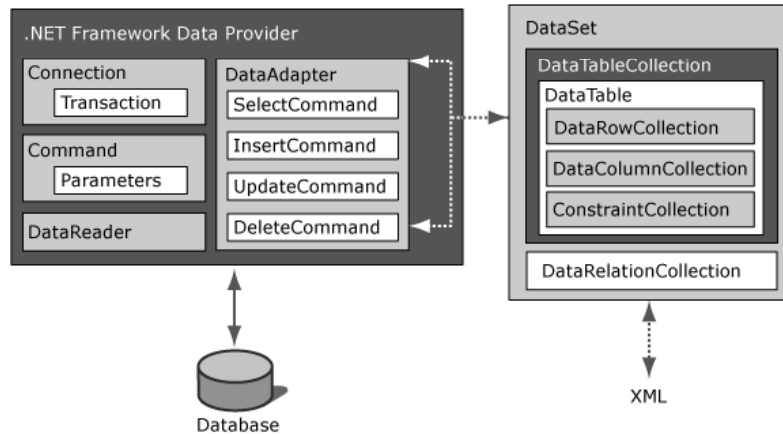 .NET Framework Data Provider
Connection
Transaction
Command
Parameters
DataReader
DataAdapter
SelectCommand
InsertCommand
UpdateCommand
DeleteCommand
Database
DataSet
DataTableCollection
DataTable
DataRowCollection
DataColumnCollection
ConstraintCollection
DataRelationCollection
XML